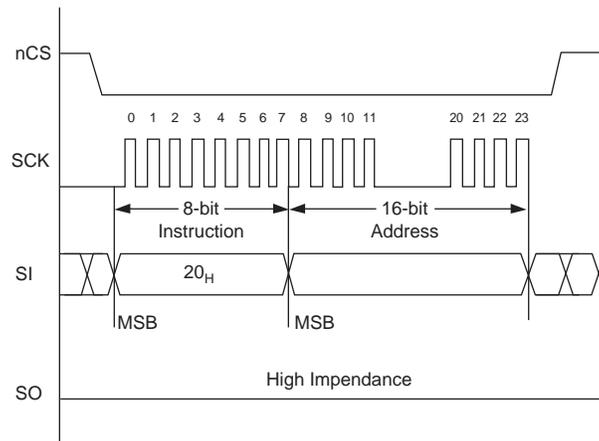 nCS
0 1 2 3 4 5 6 7 8 9 10 11 20 21 22 23
SCK
8-bit 16-bit
Instruction Address
SI 20H
MSB MSB
High Impendance
SO